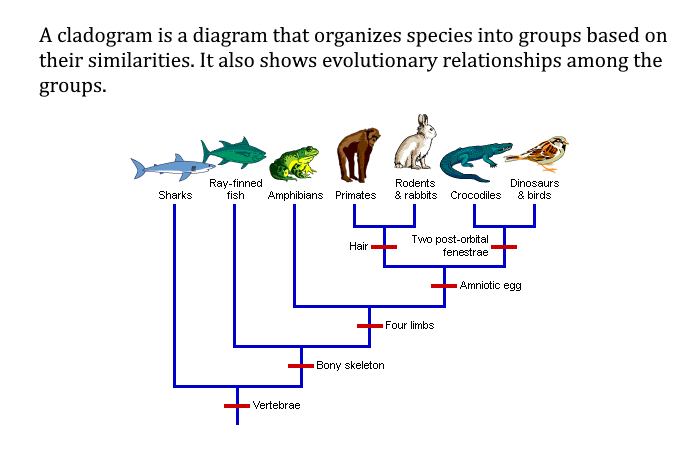 A cladogram is a diagram that organizes species into groups based on
their similarities. It also shows evolutionary relationships among the
groups.
Sharks
Ray-finned
fish
Amphibians
Primates
Rodents
& rabbits
Crocodiles
Dinosaurs
& birds
Hair
Two post-orbital
fenestrae
Amniotic egg
Four limbs
Bony skeleton
Vertebrae